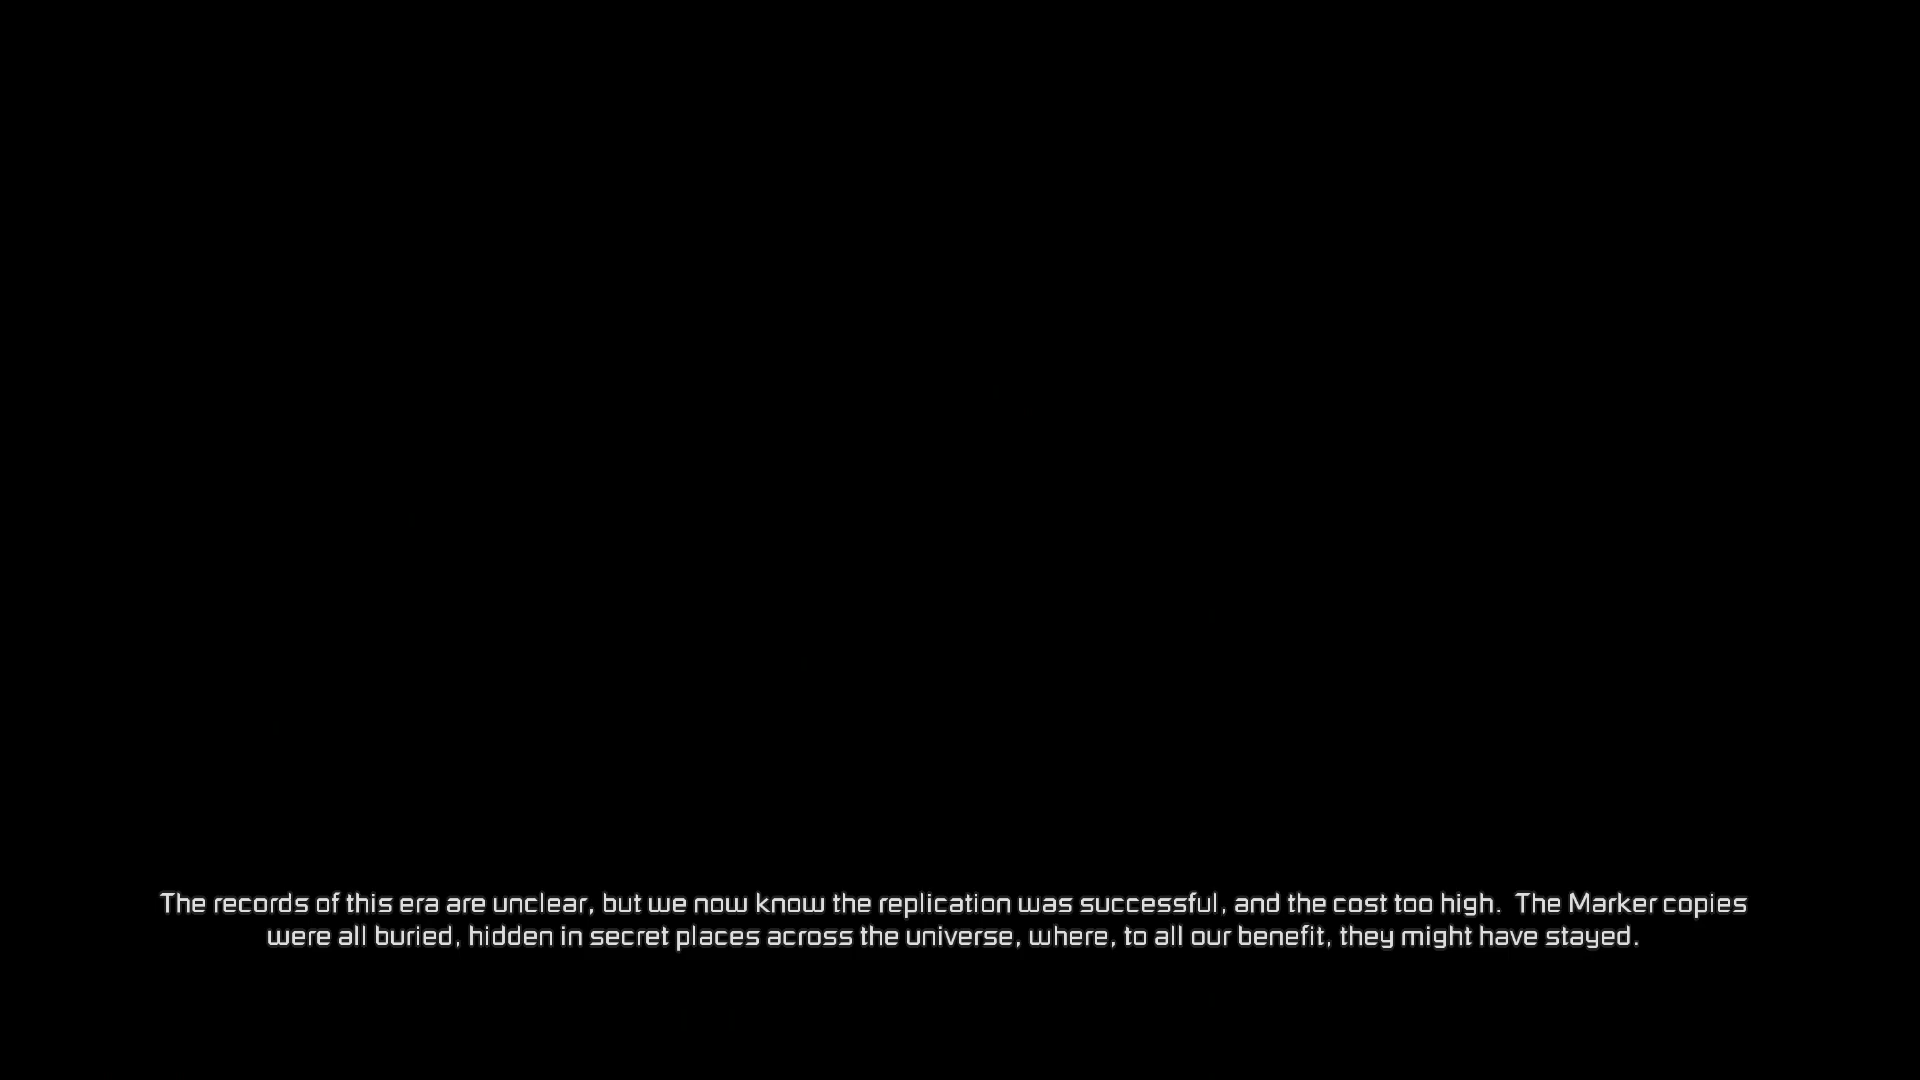 The records of this era are unclear, but we now know the replication was successful, and the cost too high.  The Marker copies
were all buried, hidden in secret places across the universe, where, to all our benefit, they might have stayed.